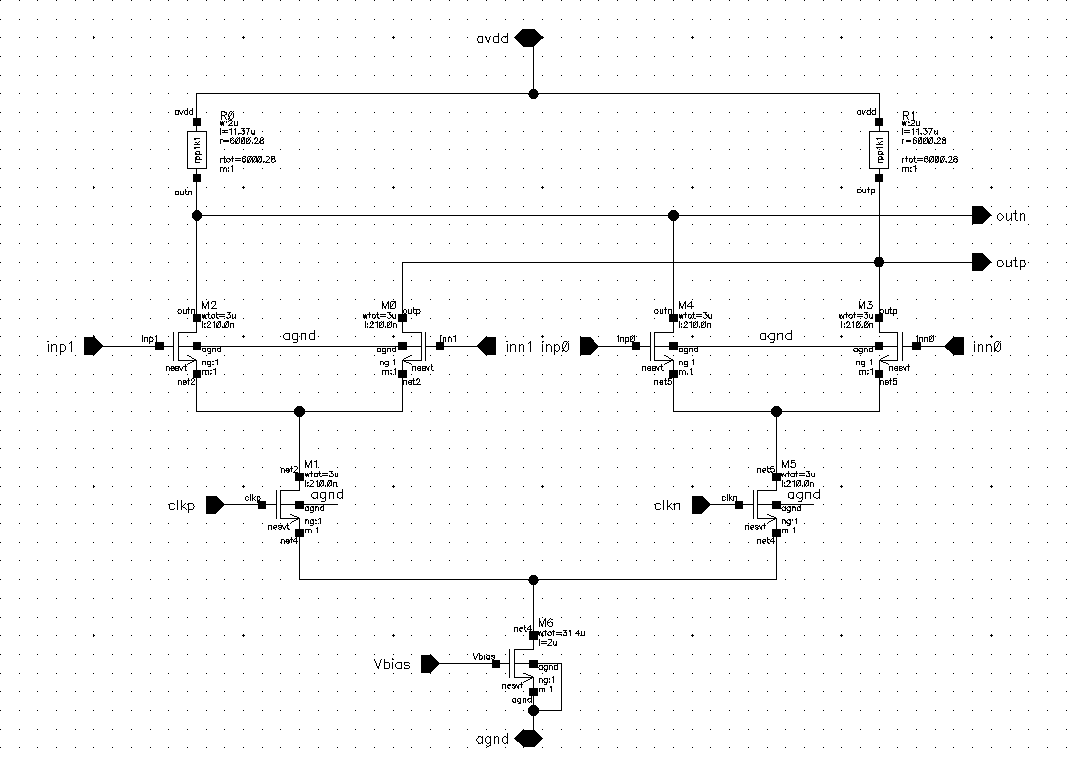 avdd
avdd
R0
w:2u
l=11.37u
r=6000.28
rtot=6000.28
m:1
rpp1k1
outn
avdd
R1
w:2u
l=11.37u
r=6000.28
rtot=6000.28
m:1
rpp1k1
outp
outn
outp
outn
M2
wtot=3u
l:210.0n
inp1
inp1
agnd
ng:1
m:1
nesvt
net2
agnd
M0
outp
wtot=3u
l:210.0n
agnd
inn1
inn1
ng 1
m:1
nesvt
net2
outn
M4
wtot=3u
l:210.0n
inp0
inp0
agnd
ng 1
m:1
nesvt
net5
agnd
M3
outp
wtot=3u
l:210.0n
agnd
inn0
inn0
ng 1
m:1
nesvt
net5
net2
M1
wtot=3u
l:210.0n
clkp
clkp
agnd
agnd
ng:1
m 1
nesvt
net4
net5
M5
wtot=3u
l:210.0n
clkn
clkn
agnd
agnd
ng:1
m 1
nesvt
net4
net4
M6
wtot=31.4u
l=2u
Vbias
Vbias
agnd
ng:1
m 1
nesvt
agnd
agnd